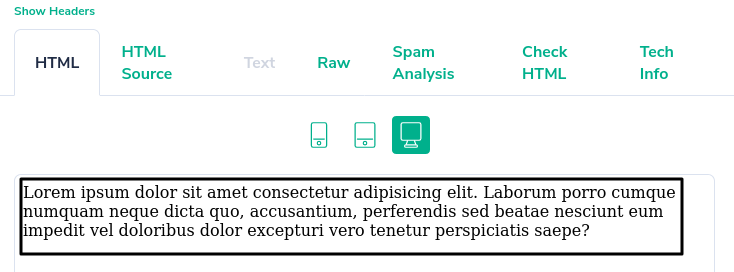 Show Headers
HTML
HTML Source
Text
Raw
Spam Analysis
Check HTML
Tech Info
Lorem ipsum dolor sit amet consectetur adipisicing elit. Laborum porro cumque
numquam neque dicta quo, accusantium, perferendis sed beatae nesciunt eum
impedit vel doloribus dolor excepturi vero tenetur perspiciatis saepe?